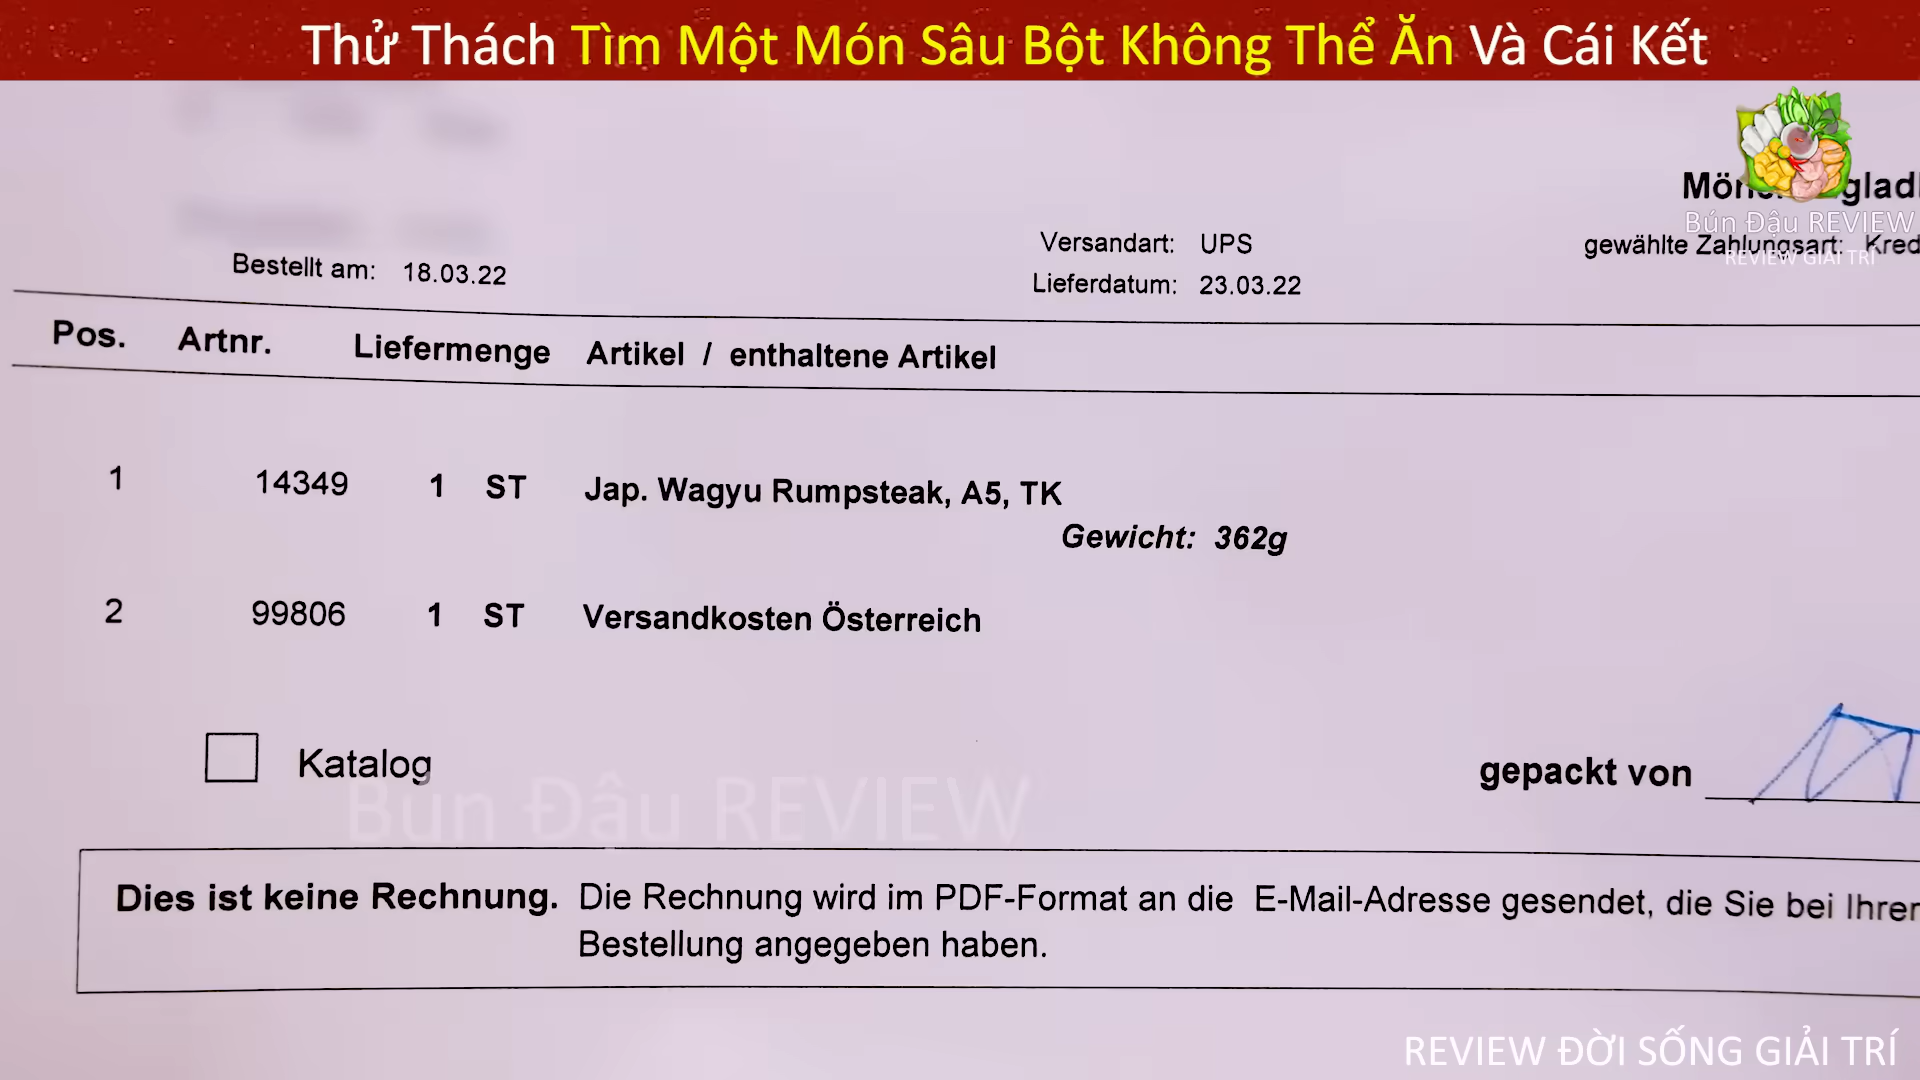 Thử Thách Tìm Một Món Sâu Bột Không Thể Ăn Và Cái Kết
Bún Đậu REVIEW
REVIEW GIẢI TRÍ
Versandart: UPS
gewählte Zahlungsart: Kred
Bestellt am: 18.03.22
Lieferdatum: 23.03.22
Pos. Artnr. Liefermenge Artikel / enthaltene Artikel
1 14349 1 ST Jap. Wagyu Rumpsteak, A5, TK
Gewicht: 362g
2 99806 1 ST Versandkosten Österreich
Katalog
gepackt von
Bún Đậu REVIEW
Dies ist keine Rechnung. Die Rechnung wird im PDF-Format an die E-Mail-Adresse gesendet, die Sie bei Ihrer
Bestellung angegeben haben.
REVIEW ĐỜI SỐNG GIẢI TRÍ